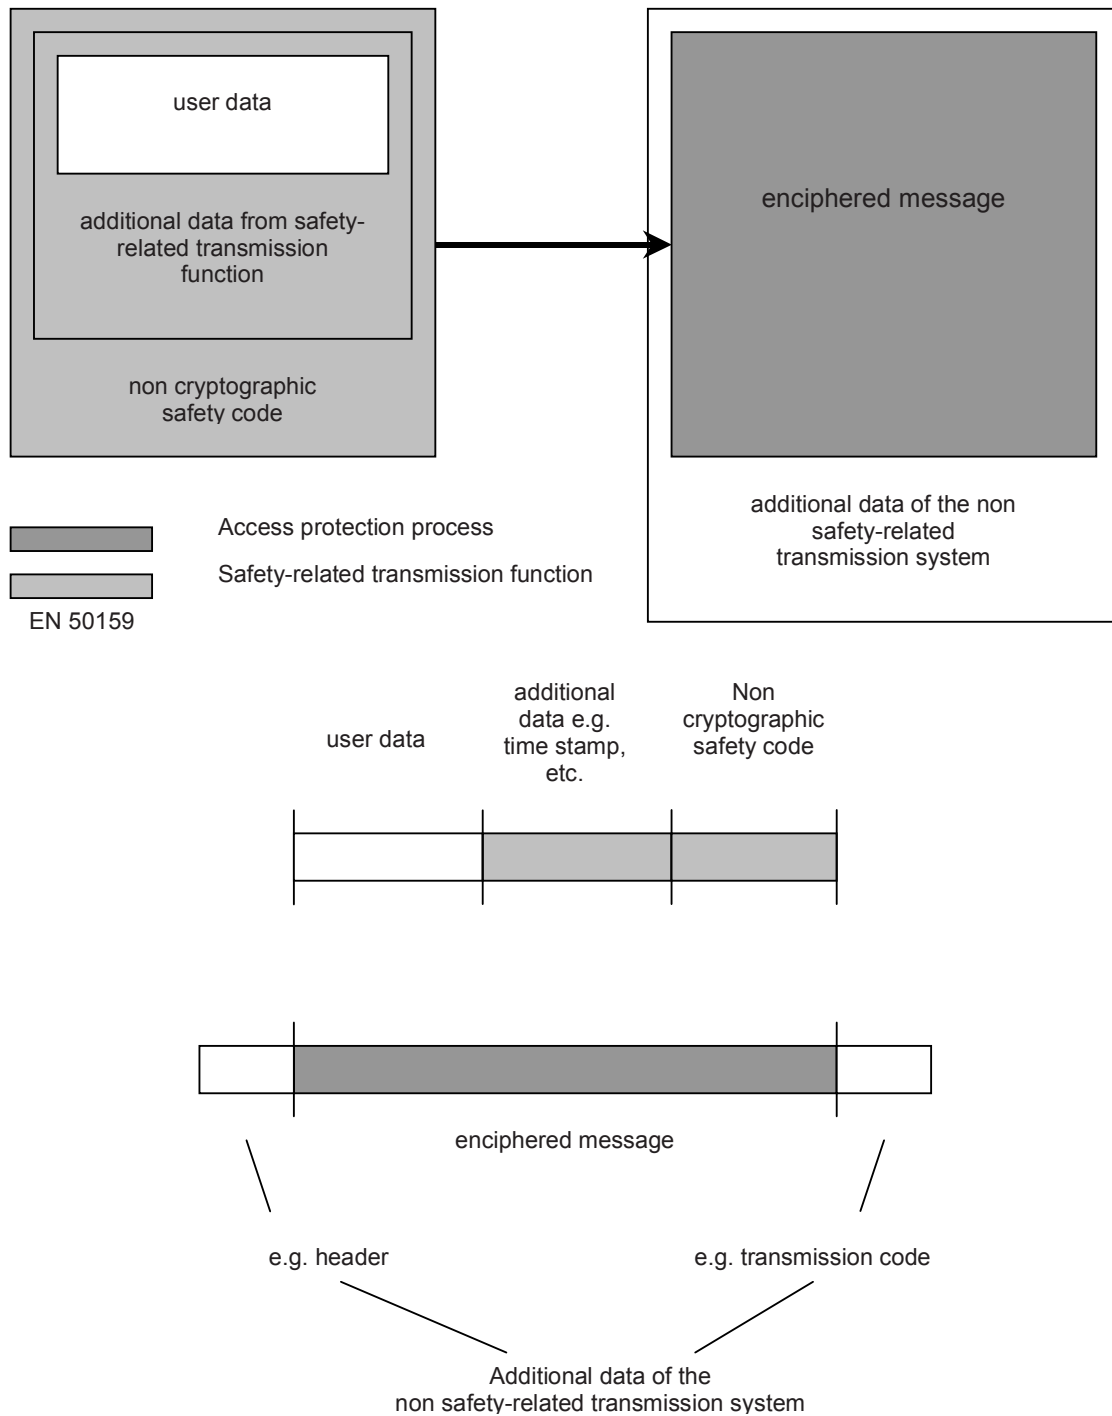 user data
additional data from safety-
related transmission
function
non cryptographic
safety code
enciphered message
additional data of the non
safety-related
transmission system
Access protection process
Safety-related transmission function
EN 50159
user data
additional
data e.g.
time stamp,
etc.
Non
cryptographic
safety code
enciphered message
e.g. header
e.g. transmission code
Additional data of the
non safety-related transmission system